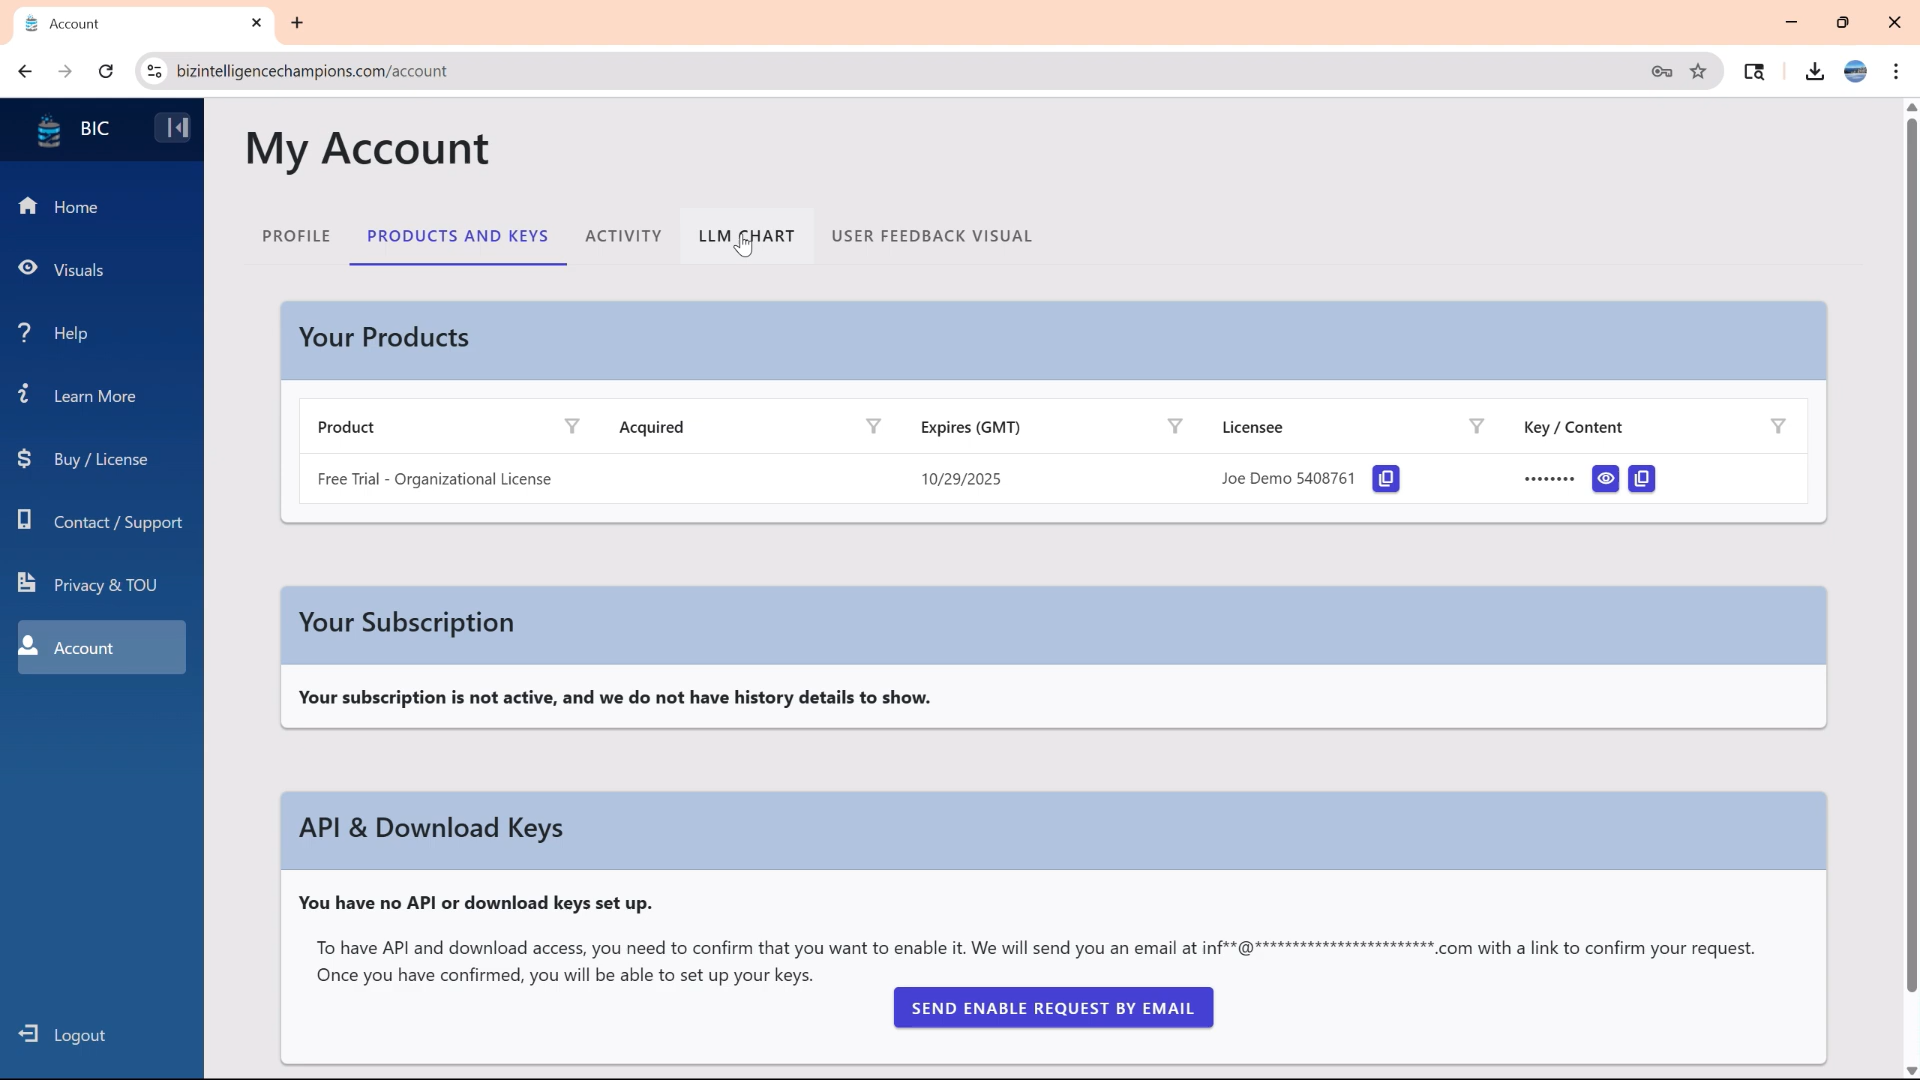 Account
bizintelligencechampions.com/account
BIC
Home
Visuals
Help
Learn More
Buy / License
Contact / Support
Privacy & TOU
Account
Logout
My Account
PROFILE PRODUCTS AND KEYS ACTIVITY LLM CHART USER FEEDBACK VISUAL
Your Products
Product Acquired Expires (GMT) Licensee Key / Content
Free Trial - Organizational License 10/29/2025 Joe Demo 5408761 ••••••••
Your Subscription
Your subscription is not active, and we do not have history details to show.
API & Download Keys
You have no API or download keys set up.
To have API and download access, you need to confirm that you want to enable it. We will send you an email at inf**@************************.com with a link to confirm your request.
Once you have confirmed, you will be able to set up your keys.
SEND ENABLE REQUEST BY EMAIL